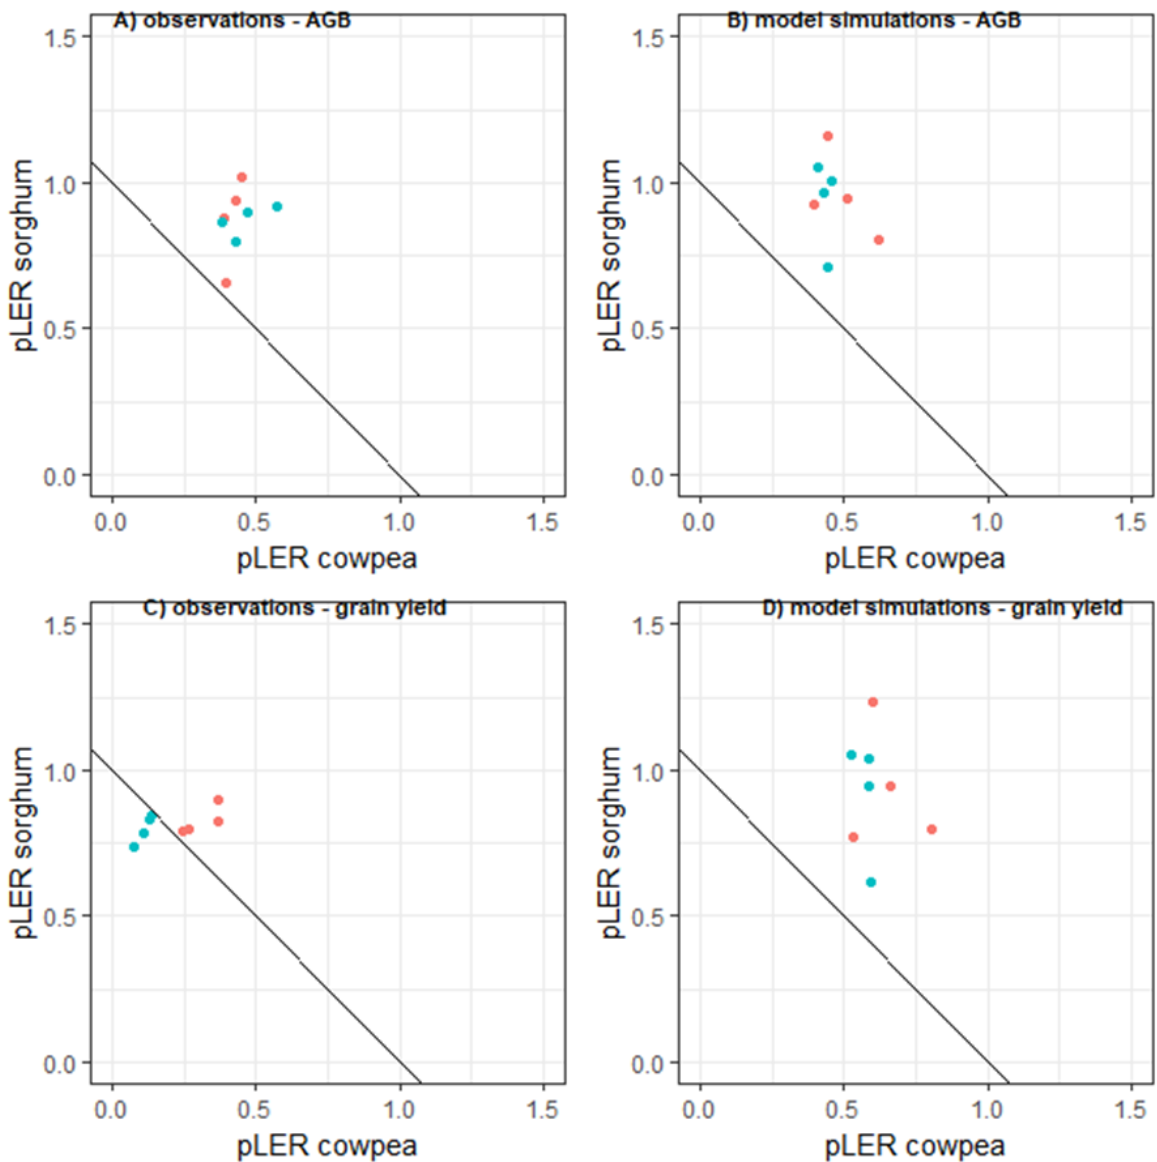 A) observations - AGB
1.5
1.0
0.5
0.0
pLER sorghum
0.0 0.5 1.0 1.5
pLER cowpea
B) model simulations - AGB
1.5
1.0
0.5
0.0
pLER sorghum
0.0 0.5 1.0 1.5
pLER cowpea
C) observations - grain yield
1.5
1.0
0.5
0.0
pLER sorghum
0.0 0.5 1.0 1.5
pLER cowpea
D) model simulations - grain yield
1.5
1.0
0.5
0.0
pLER sorghum
0.0 0.5 1.0 1.5
pLER cowpea